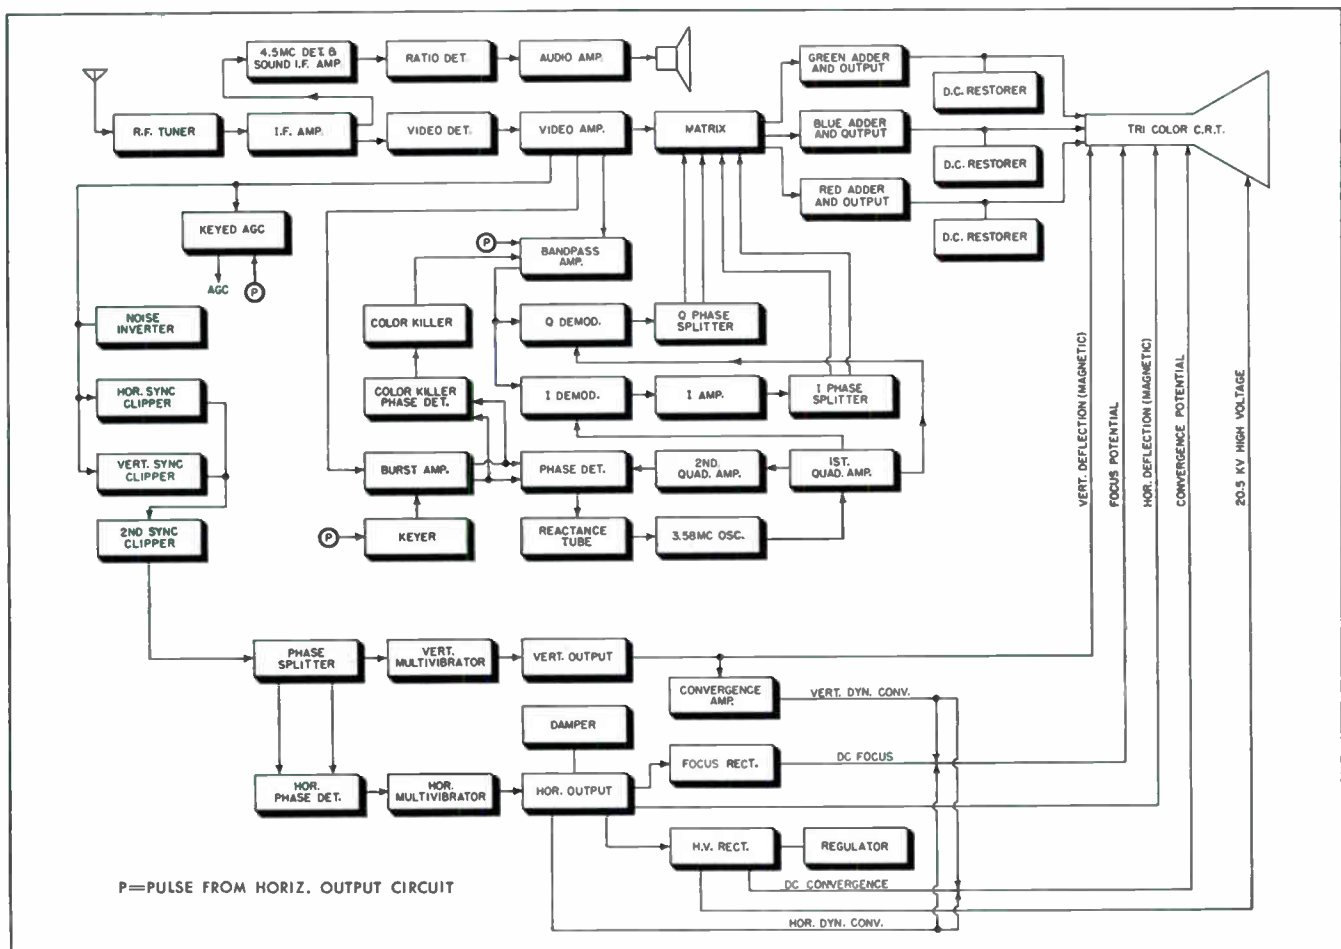 4.5MC DET. &
SOUND I.F. AMP.
RATIO DET.
AUDIO AMP.
GREEN ADDER
AND OUTPUT
D.C. RESTORER
R.F. TUNER
I.F. AMP.
VIDEO DET.
VIDEO AMP.
MATRIX
BLUE ADDER
AND OUTPUT
TRI COLOR C.R.T.
D.C. RESTORER
RED ADDER
AND OUTPUT
D.C. RESTORER
KEYED AGC
AGC
P
P
BANDPASS
AMP.
NOISE
INVERTER
COLOR KILLER
Q DEMOD.
Q PHASE
SPLITTER
HOR. SYNC
CLIPPER
COLOR KILLER
PHASE DET.
I DEMOD.
I AMP.
I PHASE
SPLITTER
VERT. SYNC
CLIPPER
BURST AMP.
PHASE DET.
2ND.
QUAD. AMP.
1ST.
QUAD. AMP.
2ND SYNC
CLIPPER
P
KEYER
REACTANCE
TUBE
3.58MC OSC.
VERT. DEFLECTION (MAGNETIC)
FOCUS POTENTIAL
HOR. DEFLECTION (MAGNETIC)
CONVERGENCE POTENTIAL
20.5 KV HIGH VOLTAGE
PHASE
SPLITTER
VERT.
MULTIVIBRATOR
VERT. OUTPUT
CONVERGENCE
AMP.
VERT. DYN. CONV.
DAMPER
FOCUS RECT.
DC FOCUS
HOR.
PHASE DET.
HOR.
MULTIVIBRATOR
HOR. OUTPUT
H.V. RECT.
REGULATOR
DC CONVERGENCE
HOR. DYN. CONV.
P=PULSE FROM HORIZ. OUTPUT CIRCUIT